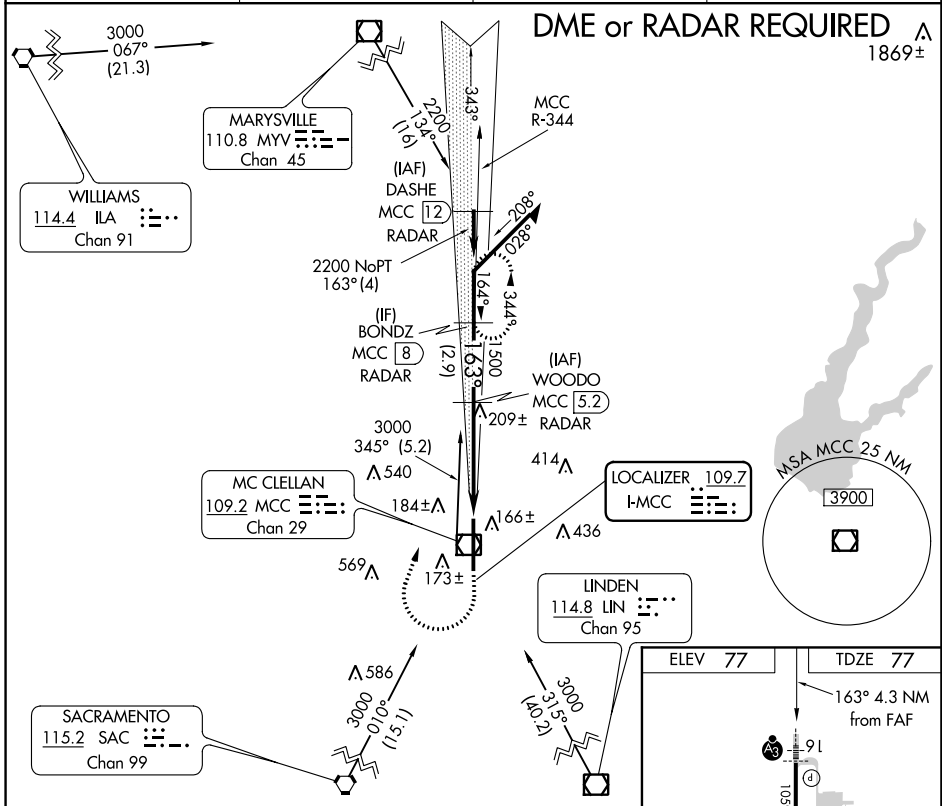 DME or RADAR REQUIRED
1869±
3000
067°
(21.3)
MARYSVILLE
110.8 MYV
Chan 45
2200
134°
(16)
343°
MCC
R-344
WILLIAMS
114.4 ILA
Chan 91
(IAF)
DASHE
MCC 12
RADAR
208°
028°
2200 NoPT
163° (4)
164°
344°
(IF)
BONDZ
MCC 8
RADAR
(2.9)
163°
1500
(IAF)
WOODO
MCC 5.2
RADAR
209±
3000
345° (5.2)
540
414
MC CLELLAN
109.2 MCC
Chan 29
184±
166±
LOCALIZER 109.7
I-MCC
436
MSA MCC 25 NM
3900
569
173±
LINDEN
114.8 LIN
Chan 95
586
3000
010°
(15.1)
3000
315°
(40.2)
SACRAMENTO
115.2 SAC
Chan 99
ELEV 77
TDZE 77
163° 4.3 NM
from FAF
A3
16
P
105